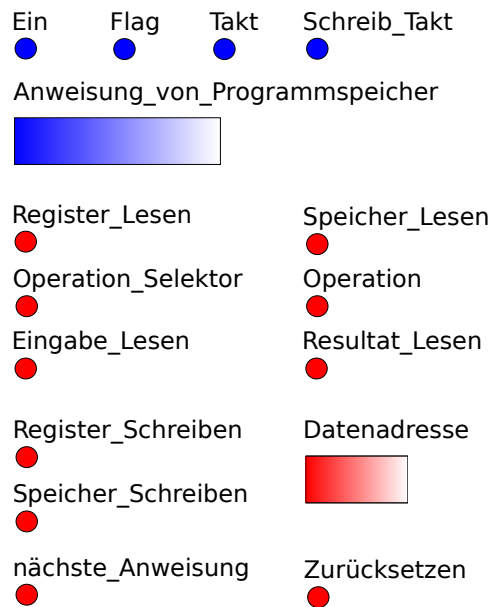 Ein Flag Takt Schreib_Takt
Anweisung_von_Programmspeicher
Register_Lesen Speicher_Lesen
Operation_Selektor Operation
Eingabe_Lesen Resultat_Lesen
Register_Schreiben Datenadresse
Speicher_Schreiben
nächste_Anweisung Zurücksetzen